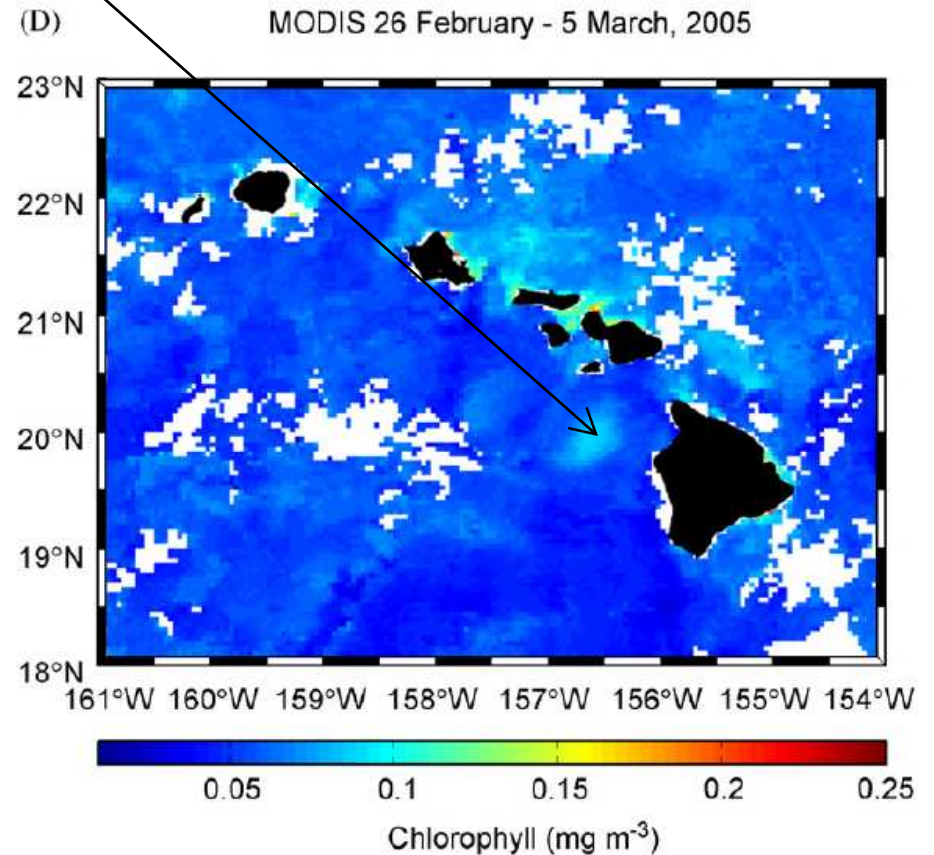 (D) MODIS 26 February - 5 March, 2005
23°N
22°N
21°N
20°N
19°N
18°N
161°W 160°W 159°W 158°W 157°W 156°W 155°W 154°W
0.05 0.1 0.15 0.2 0.25
Chlorophyll (mg m⁻³)